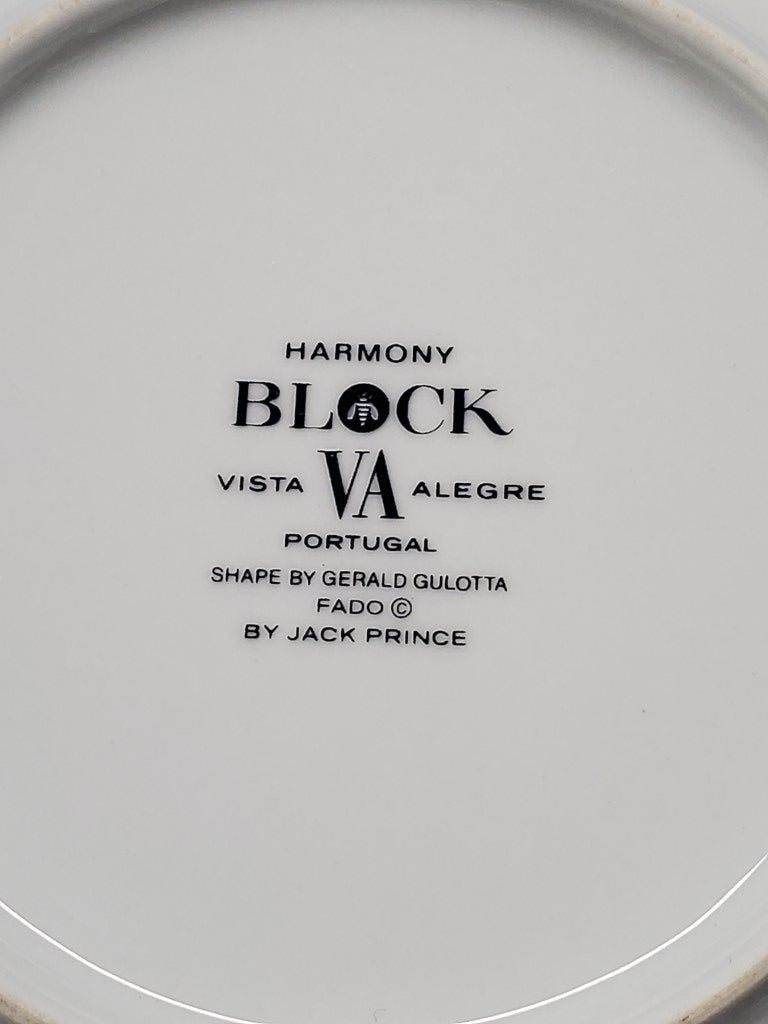 HARMONY
BLOCK
VISTA VA ALEGRE
PORTUGAL
SHAPE BY GERALD GULOTTA
FADO ©
BY JACK PRINCE